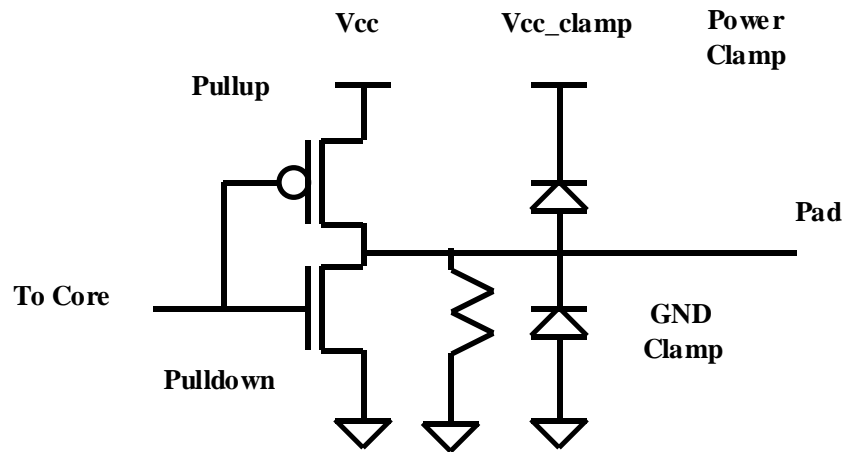 Vcc
Vcc_clamp
Power
Clamp
Pullup
Pad
To Core
GND
Clamp
Pulldown